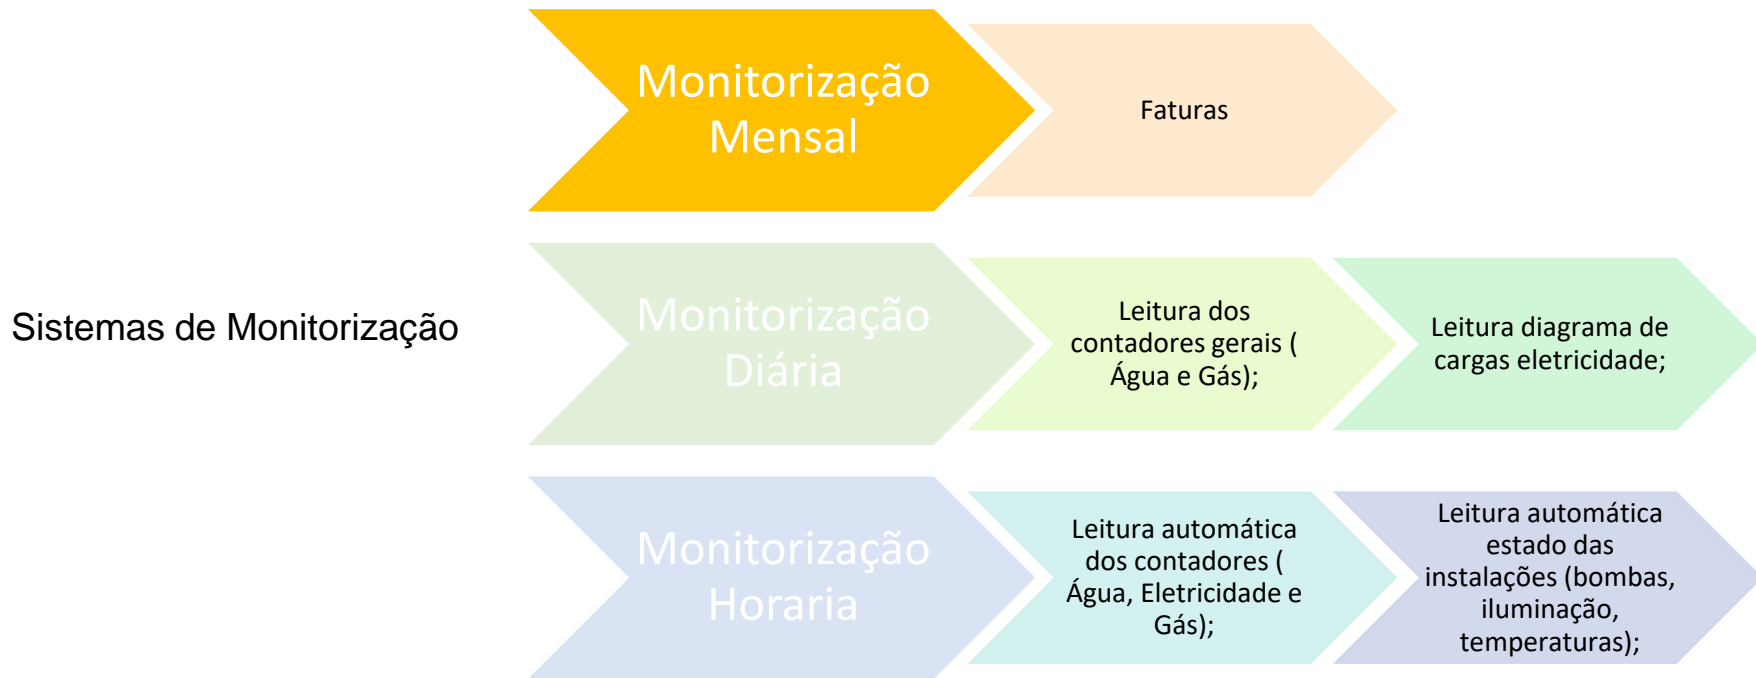 Sistemas de Monitorização
Monitorização
Mensal
Faturas
Monitorização
Diária
Leitura dos
contadores gerais (
Água e Gás);
Leitura diagrama de
cargas eletricidade;
Monitorização
Horaria
Leitura automática
dos contadores (
Água, Eletricidade e
Gás);
Leitura automática
estado das
instalações (bombas,
iluminação,
temperaturas);